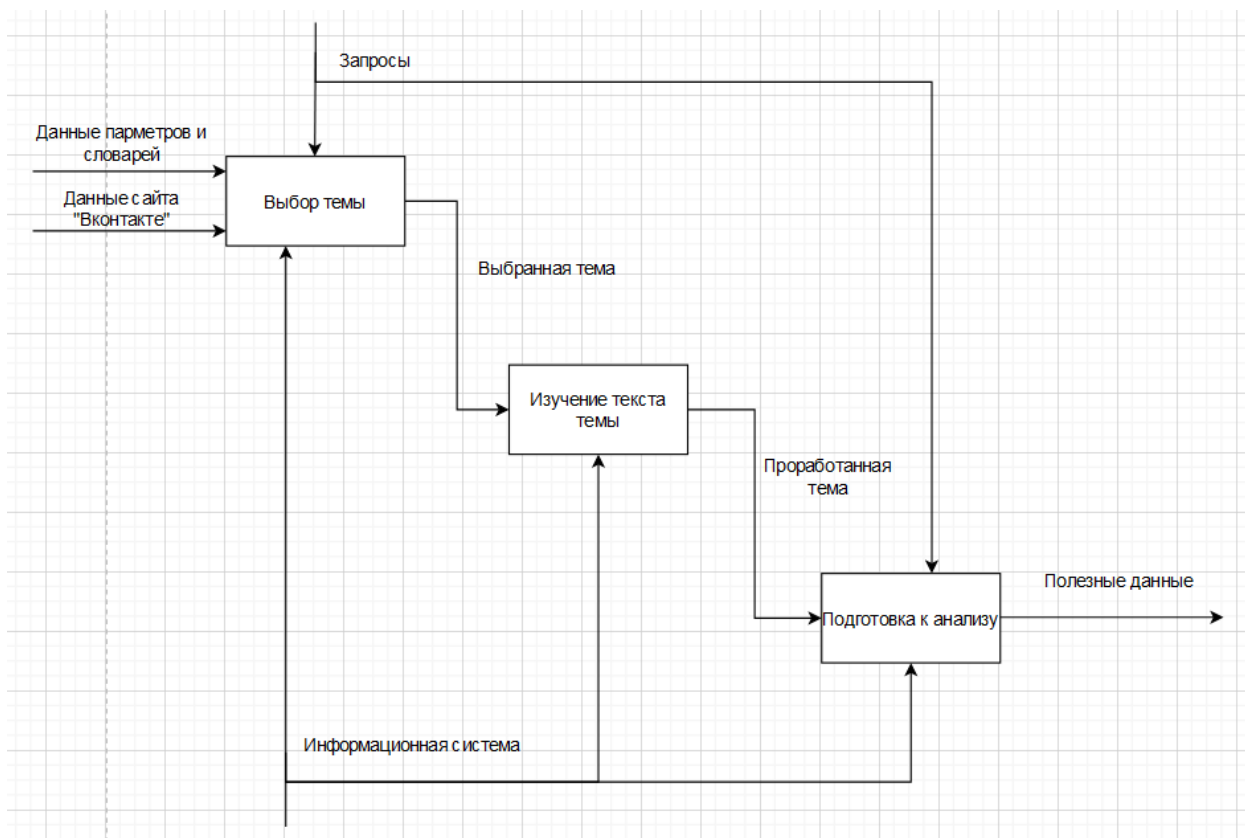 Запросы
Данные парметров и
словарей
Данные сайта
"Вконтакте"
Выбор темы
Выбранная тема
Изучение текста
темы
Проработанная
тема
Полезные данные
Подготовка к анализу
Информационная система